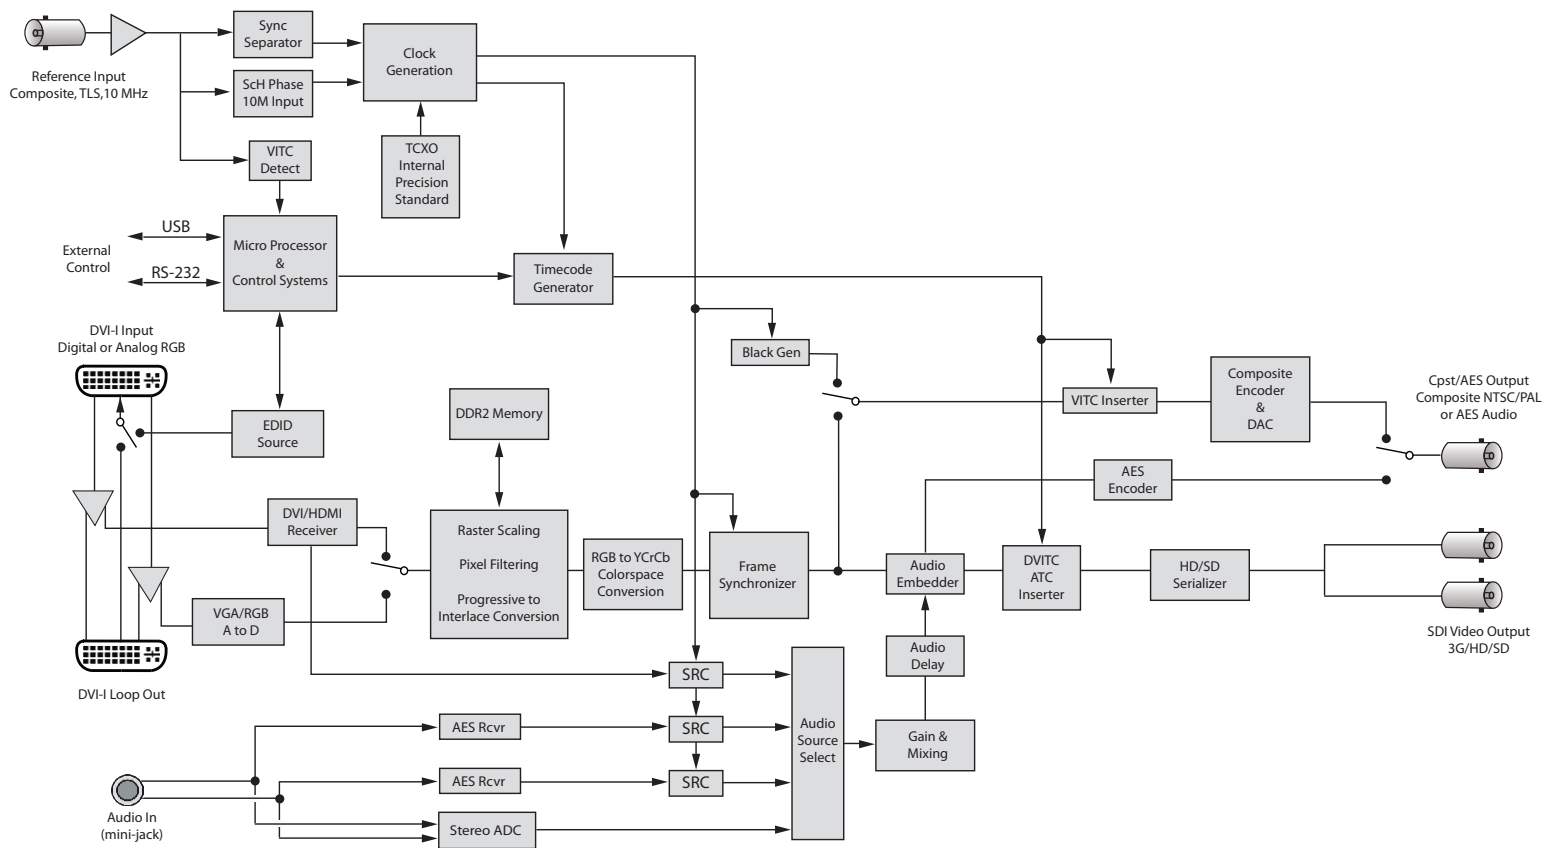 Reference Input
Composite, TLS,10 MHz
Sync
Separator
ScH Phase
10M Input
VITC
Detect
Clock
Generation
TCXO
Internal
Precision
Standard
External
Control
USB
RS-232
Micro Processor
&
Control Systems
Timecode
Generator
DVI-I Input
Digital or Analog RGB
EDID
Source
DDR2 Memory
Black Gen
VITC Inserter
Composite
Encoder
&
DAC
Cpst/AES Output
Composite NTSC/PAL
or AES Audio
AES
Encoder
DVI/HDMI
Receiver
VGA/RGB
A to D
Raster Scaling
Pixel Filtering
Progressive to
Interlace Conversion
RGB to YCrCb
Colorspace
Conversion
Frame
Synchronizer
Audio
Embedder
DVITC
ATC
Inserter
HD/SD
Serializer
SDI Video Output
3G/HD/SD
DVI-I Loop Out
Audio
Delay
SRC
AES Rcvr
SRC
Audio
Source
Select
Gain &
Mixing
AES Rcvr
SRC
Audio In
(mini-jack)
Stereo ADC